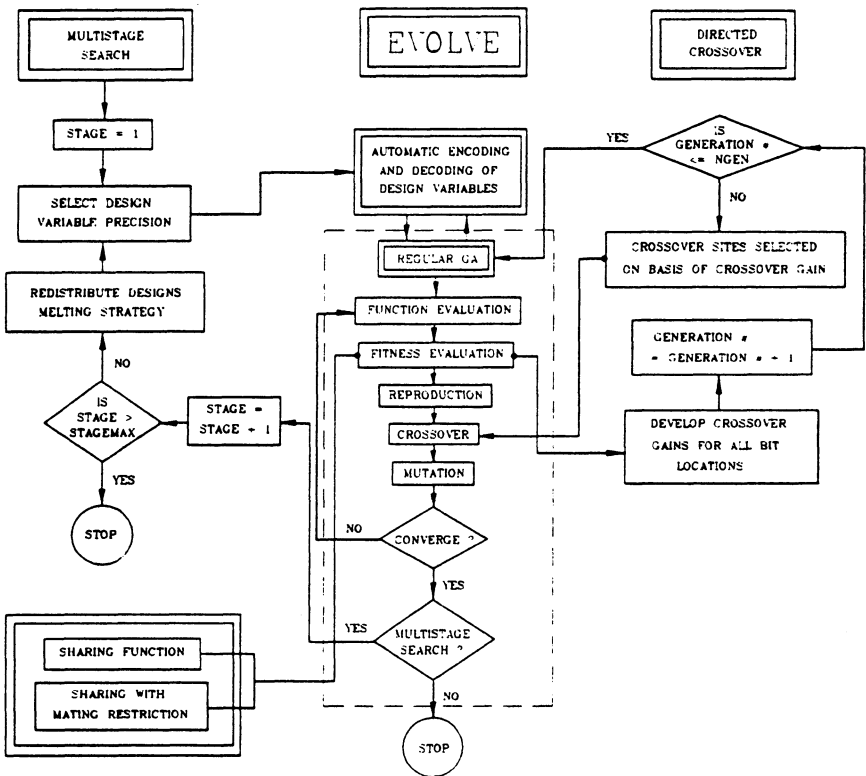 MULTISTAGE
SEARCH
STAGE = 1
SELECT DESIGN
VARIABLE PRECISION
REDISTRIBUTE DESIGNS
MELTING STRATEGY
NO
IS
STAGE >
STAGEMAX
YES
STOP
STAGE =
STAGE + 1
SHARING FUNCTION
SHARING WITH
MATING RESTRICTION
EVOLVE
AUTOMATIC ENCODING
AND DECODING OF
DESIGN VARIABLES
REGULAR GA
FUNCTION EVALUATION
FITNESS EVALUATION
REPRODUCTION
CROSSOVER
MUTATION
NO
CONVERGE ?
YES
YES
MULTISTAGE
SEARCH ?
NO
STOP
DIRECTED
CROSSOVER
YES
IS
GENERATION #
<= NGEN
NO
CROSSOVER SITES SELECTED
ON BASIS OF CROSSOVER GAIN
GENERATION #
= GENERATION # + 1
DEVELOP CROSSOVER
GAINS FOR ALL BIT
LOCATIONS